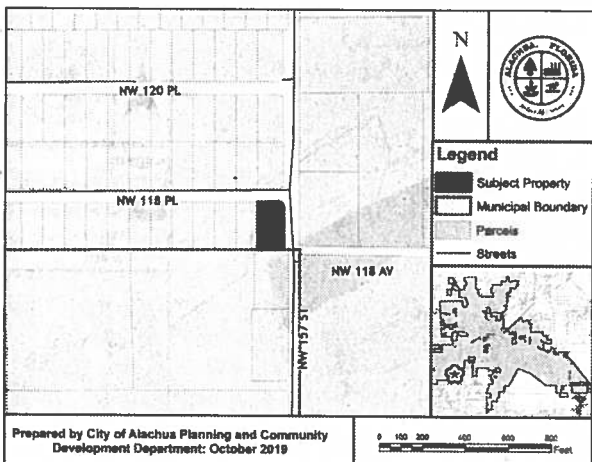 NW 120 PL
NW 118 PL
NW 118 AV
NW 157 ST
N
ALACHUA, FLORIDA
Legend
Subject Property
Municipal Boundary
Parcels
Streets
Prepared by City of Alachua Planning and Community
Development Department: October 2019
0 100 200 400 600 800
Feet